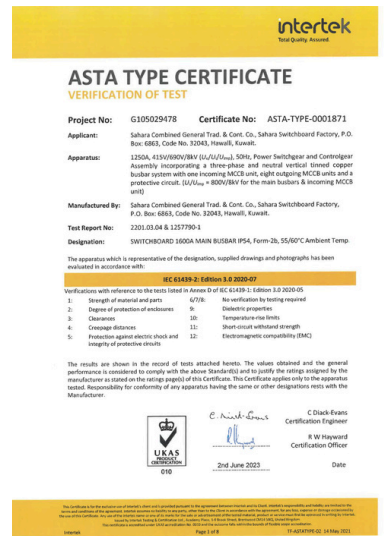 intertek
Total Quality. Assured.
ASTA TYPE CERTIFICATE
VERIFICATION OF TEST
Project No: G105029478 Certificate No: ASTA-TYPE-0001871
Applicant: Sahara Combined General Trad. & Cont. Co., Sahara Switchboard Factory, P.O.
Box: 6863, Code No. 32043, Hawalli, Kuwait.
Apparatus: 1250A, 415V/690V/8kV (Ue/Ui/Uimp), 50Hz, Power Switchgear and Controlgear
Assembly incorporating a three-phase and neutral vertical tinned copper
busbar system with one incoming MCCB unit, eight outgoing MCCB units and a
protective circuit. (Ui/Uimp = 800V/8kV for the main busbars & incoming MCCB
unit)
Manufactured By: Sahara Combined General Trad. & Cont. Co., Sahara Switchboard Factory,
P.O. Box: 6863, Code No. 32043, Hawalli, Kuwait.
Test Report No: 2201.03.04 & 1257790-1
Designation: SWITCHBOARD 1600A MAIN BUSBAR IP54, Form-2b, 55/60°C Ambient Temp
The apparatus which is representative of the designation, supplied drawings and photographs has been
evaluated in accordance with:
IEC 61439-2: Edition 3.0 2020-07
Verifications with reference to the tests listed in Annex D of IEC 61439-1: Edition 3.0 2020-05
1: Strength of material and parts 6/7/8: No verification by testing required
2: Degree of protection of enclosures 9: Dielectric properties
3: Clearances 10: Temperature-rise limits
4: Creepage distances 11: Short-circuit withstand strength
5: Protection against electric shock and 12: Electromagnetic compatibility (EMC)
integrity of protective circuits
The results are shown in the record of tests attached hereto. The values obtained and the general
performance is considered to comply with the above Standard(s) and to justify the ratings assigned by the
manufacturer as stated on the ratings page(s) of this Certificate. This Certificate applies only to the apparatus
tested. Responsibility for conformity of any apparatus having the same or other designations rests with the
Manufacturer.
C Diack-Evans
Certification Engineer
R W Hayward
Certification Officer
UKAS
PRODUCT
CERTIFICATION
010
2nd June 2023 Date
Intertek Page 1 of 8 TT-ASTATYPE-02 14 May 2021